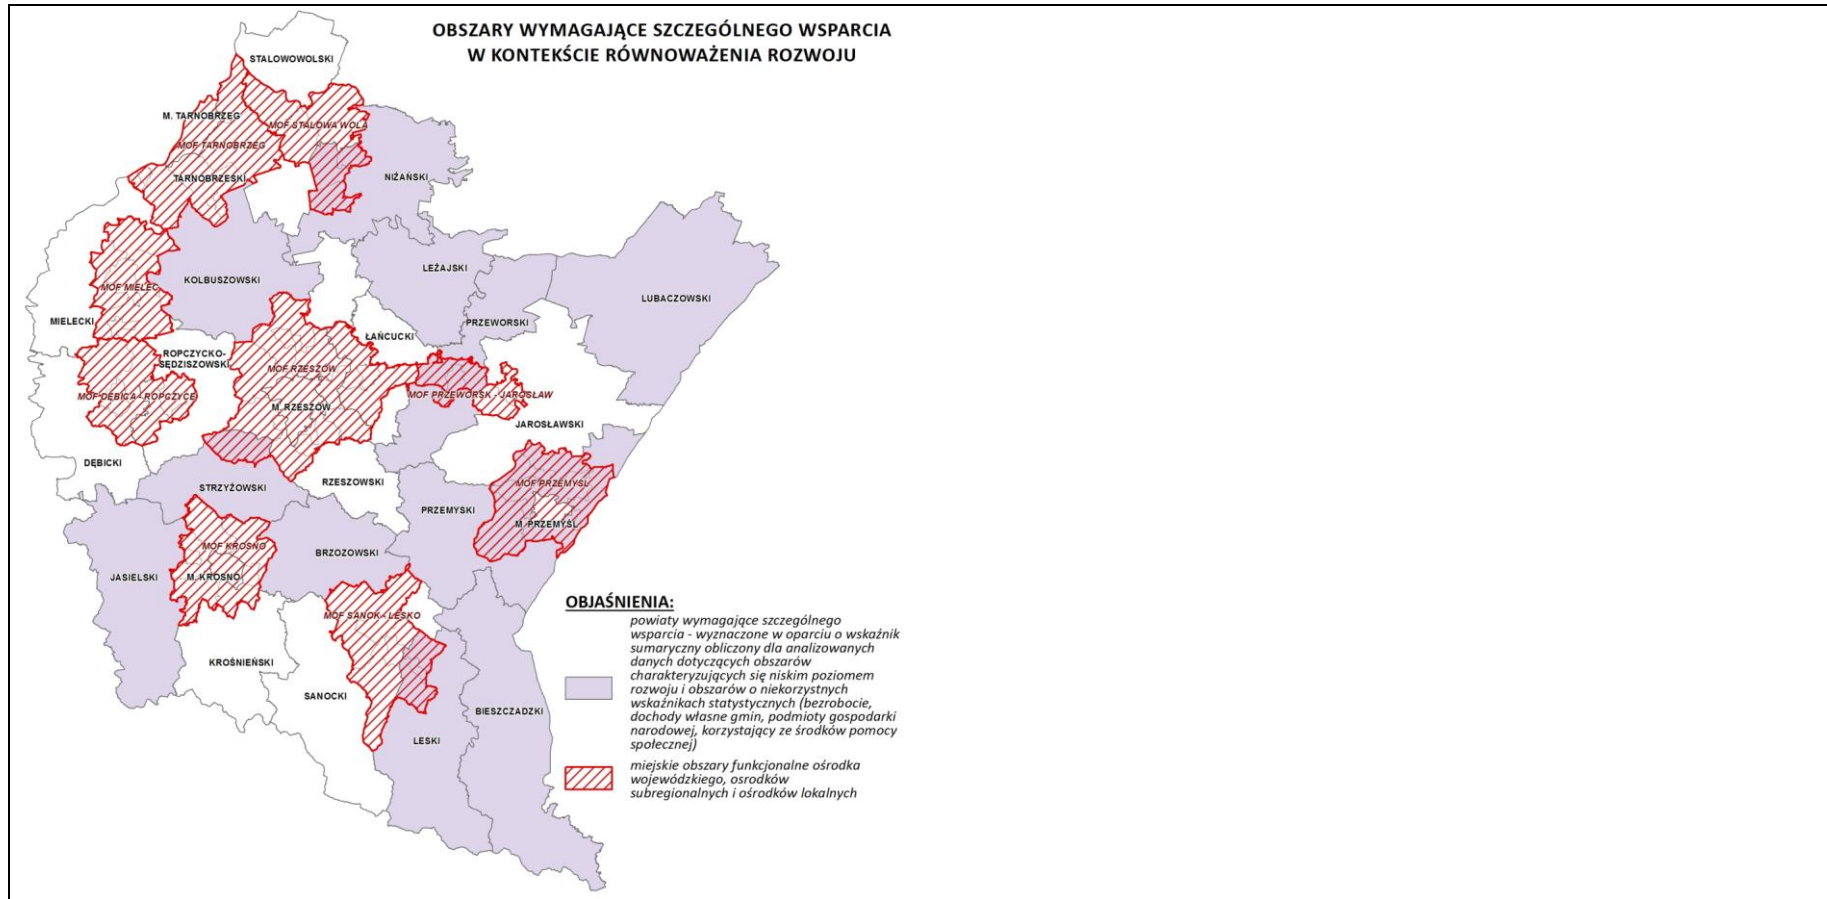 OBSZARY WYMAGAJĄCE SZCZEGÓLNEGO WSPARCIA
W KONTEKŚCIE RÓWNOWAŻENIA ROZWOJU
STALOWOWOLSKI
M. TARNOBRZEG
MOF STALOWA WOLA
MOF TARNOBRZEG
TARNOBRZESKI
NIŻAŃSKI
KOLBUSZOWSKI
LEŻAJSKI
MOF MIELEC
LUBACZOWSKI
MIELECKI
PRZEWORSKI
ŁAŃCUCKI
ROPCZYCKO-
SĘDZISZOWSKI
MOF RZESZÓW
MOF DĘBICA - ROPCZYCE
MOF PRZEWORSK - JAROSŁAW
M. RZESZÓW
JAROSŁAWSKI
DĘBICKI
RZESZOWSKI
STRZYŻOWSKI
MOF PRZEMYŚL
PRZEMYSKI
M. PRZEMYŚL
MOF KROSNO
BRZOZOWSKI
JASIELSKI
M. KROSNO
MOF SANOK - LESKO
KROŚNIEŃSKI
SANOCKI
BIESZCZADZKI
LESKI
OBJAŚNIENIA:
powiaty wymagające szczególnego
wsparcia - wyznaczone w oparciu o wskaźnik
sumaryczny obliczony dla analizowanych
danych dotyczących obszarów
charakteryzujących się niskim poziomem
rozwoju i obszarów o niekorzystnych
wskaźnikach statystycznych (bezrobocie,
dochody własne gmin, podmioty gospodarki
narodowej, korzystający ze środków pomocy
społecznej)
miejskie obszary funkcjonalne ośrodka
wojewódzkiego, osrodków
subregionalnych i ośrodków lokalnych